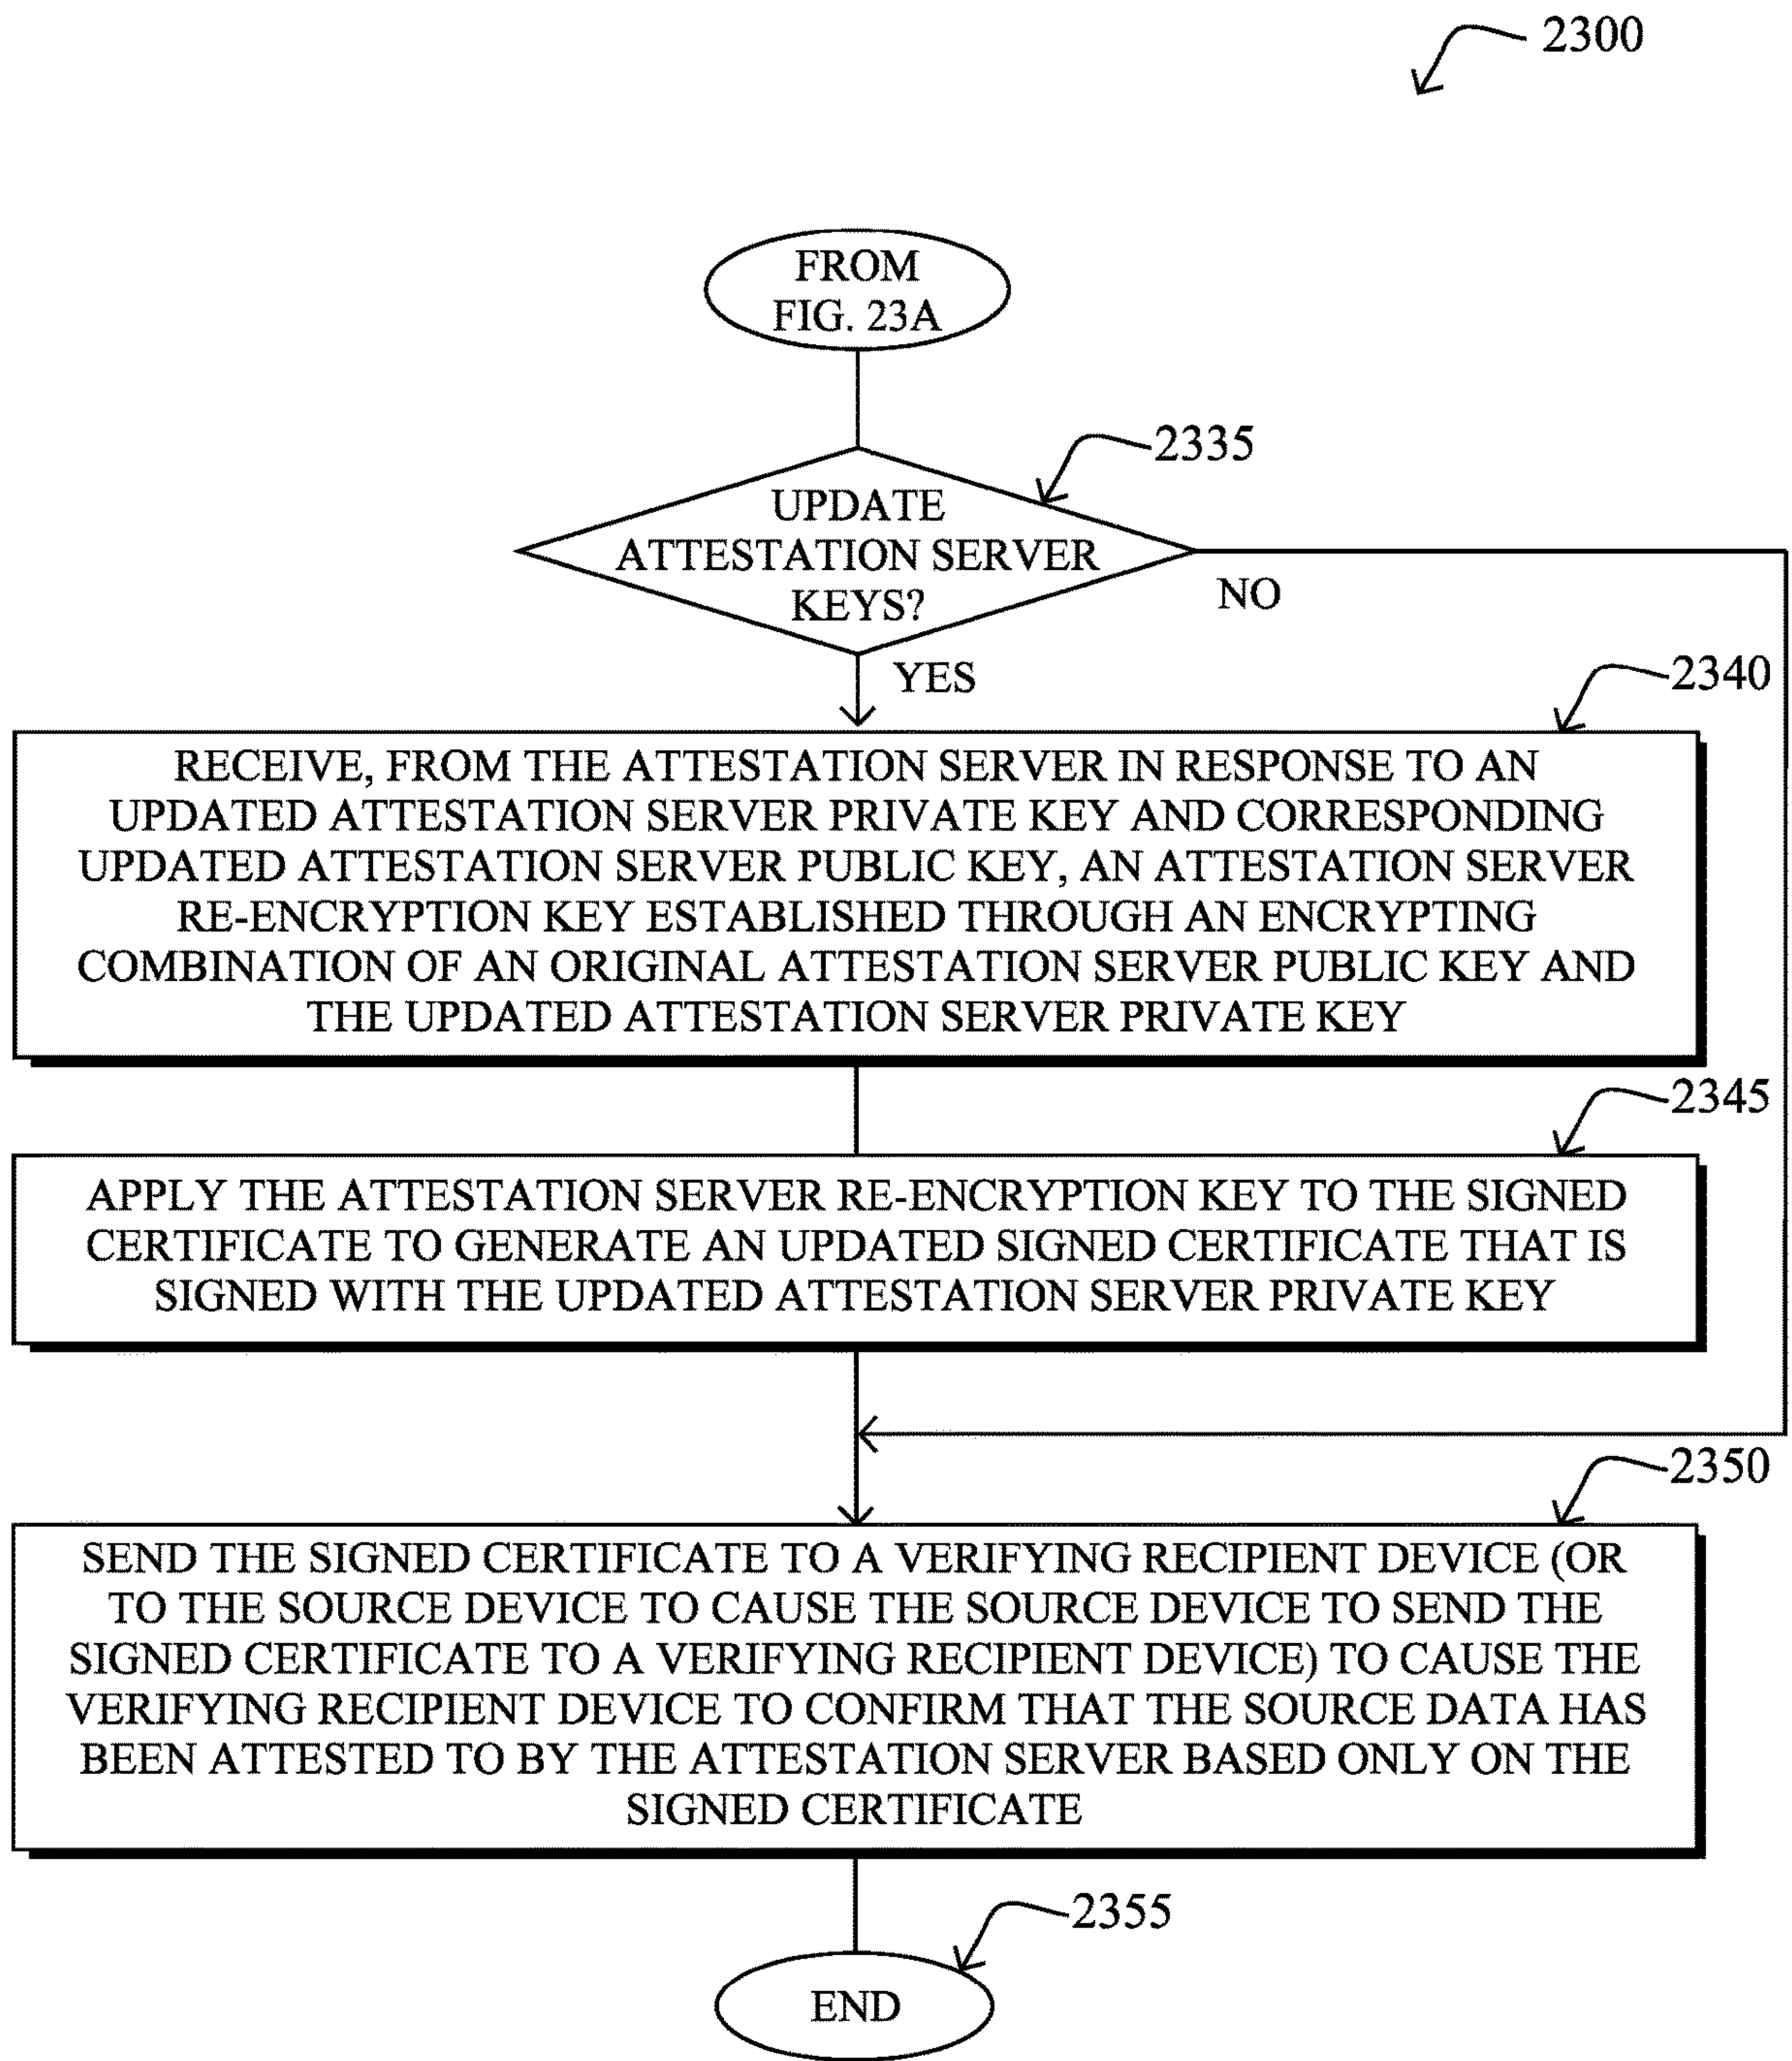 2300
FROM
FIG. 23A
2335
UPDATE
ATTESTATION SERVER
KEYS?
NO
YES
2340
RECEIVE, FROM THE ATTESTATION SERVER IN RESPONSE TO AN
UPDATED ATTESTATION SERVER PRIVATE KEY AND CORRESPONDING
UPDATED ATTESTATION SERVER PUBLIC KEY, AN ATTESTATION SERVER
RE-ENCRYPTION KEY ESTABLISHED THROUGH AN ENCRYPTING
COMBINATION OF AN ORIGINAL ATTESTATION SERVER PUBLIC KEY AND
THE UPDATED ATTESTATION SERVER PRIVATE KEY
2345
APPLY THE ATTESTATION SERVER RE-ENCRYPTION KEY TO THE SIGNED
CERTIFICATE TO GENERATE AN UPDATED SIGNED CERTIFICATE THAT IS
SIGNED WITH THE UPDATED ATTESTATION SERVER PRIVATE KEY
2350
SEND THE SIGNED CERTIFICATE TO A VERIFYING RECIPIENT DEVICE (OR
TO THE SOURCE DEVICE TO CAUSE THE SOURCE DEVICE TO SEND THE
SIGNED CERTIFICATE TO A VERIFYING RECIPIENT DEVICE) TO CAUSE THE
VERIFYING RECIPIENT DEVICE TO CONFIRM THAT THE SOURCE DATA HAS
BEEN ATTESTED TO BY THE ATTESTATION SERVER BASED ONLY ON THE
SIGNED CERTIFICATE
2355
END